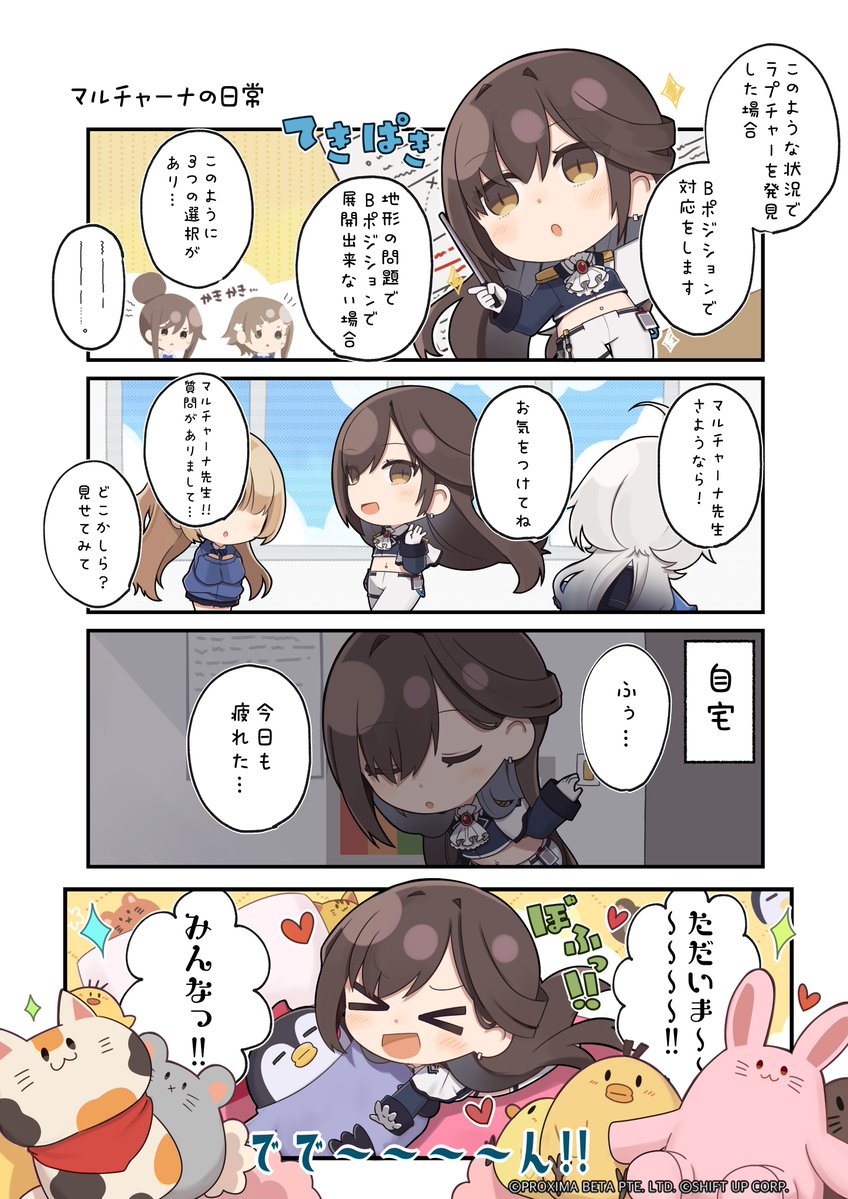 マルチャーナの日常
このような状況で
ラプチャーを発見
した場合
Bポジションで
対応をします
てきぱき
地形の問題で
Bポジションで
展開出来ない場合
このように
3つの選択が
あり…
かきかき…
マルチャーナ先生
さようなら!
お気をつけてね
マルチャーナ先生!!
質問がありまして…
どこかしら?
見せてみて
自宅
ふぅ…
今日も
疲れた…
ただいま〜
〜〜〜〜!!
ぼふっ!!
みんなっ!!
でで〜〜〜〜ん!!
©PROXIMA BETA PTE. LTD. ©SHIFT UP CORP.